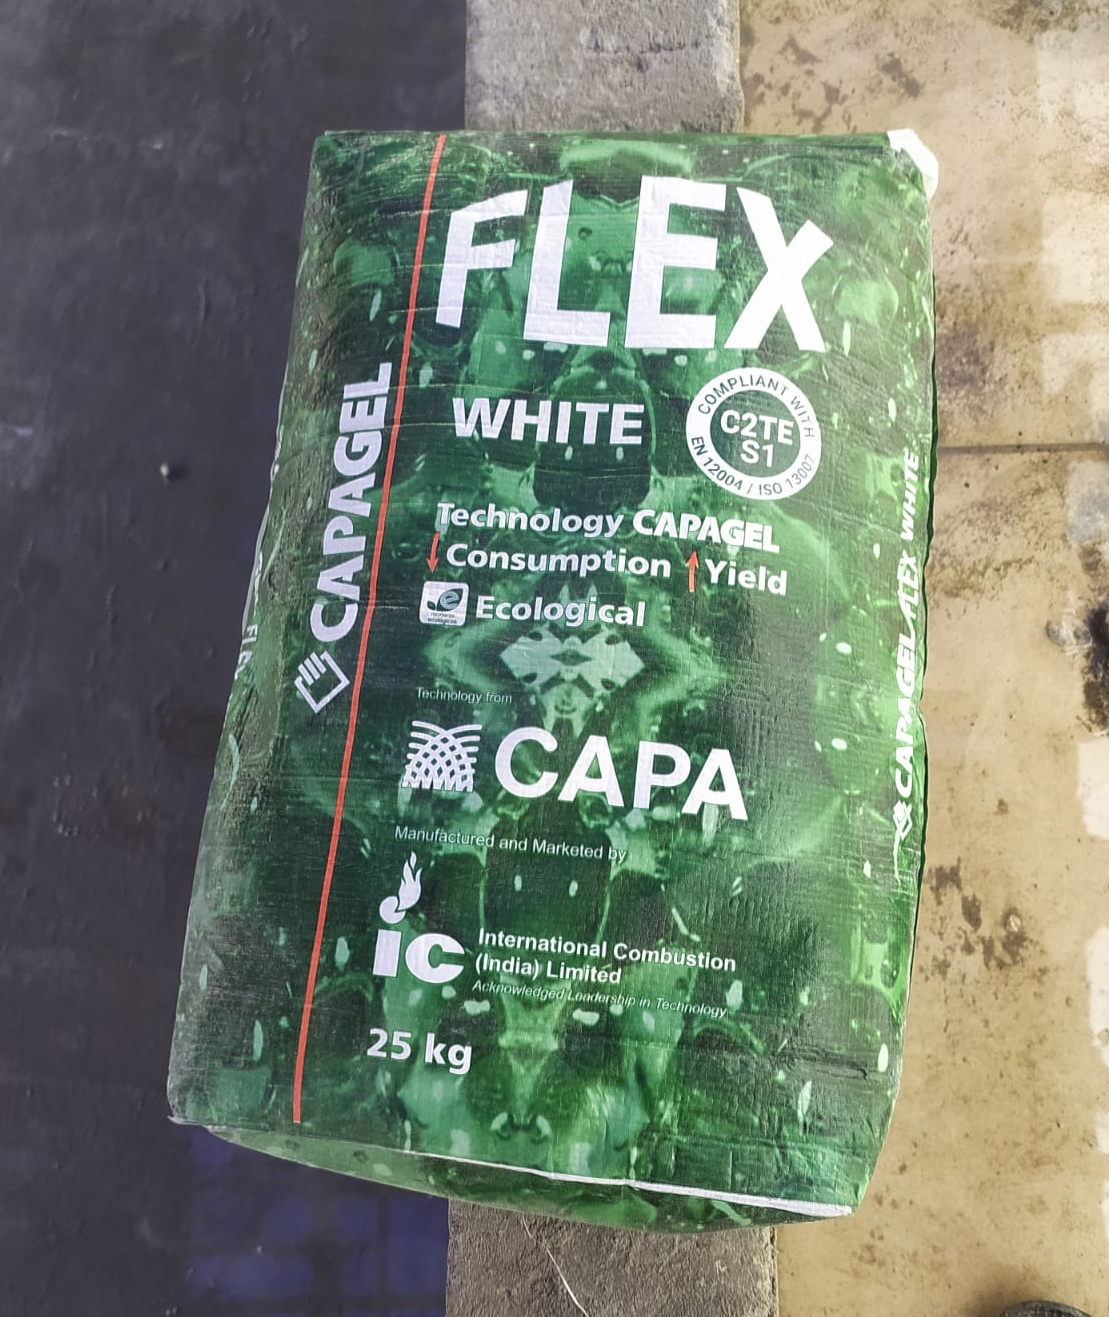 FLEX
WHITE
COMPLIANT WITH
C2TE
S1
EN 12004 / ISO 13007
CAPAGEL
Technology CAPAGEL
Consumption Yield
Ecological
Technology from
CAPA
Manufactured and Marketed by
ic
International Combustion
(India) Limited
Acknowledged Leadership in Technology
25 kg
CAPAGEL FLEX WHITE